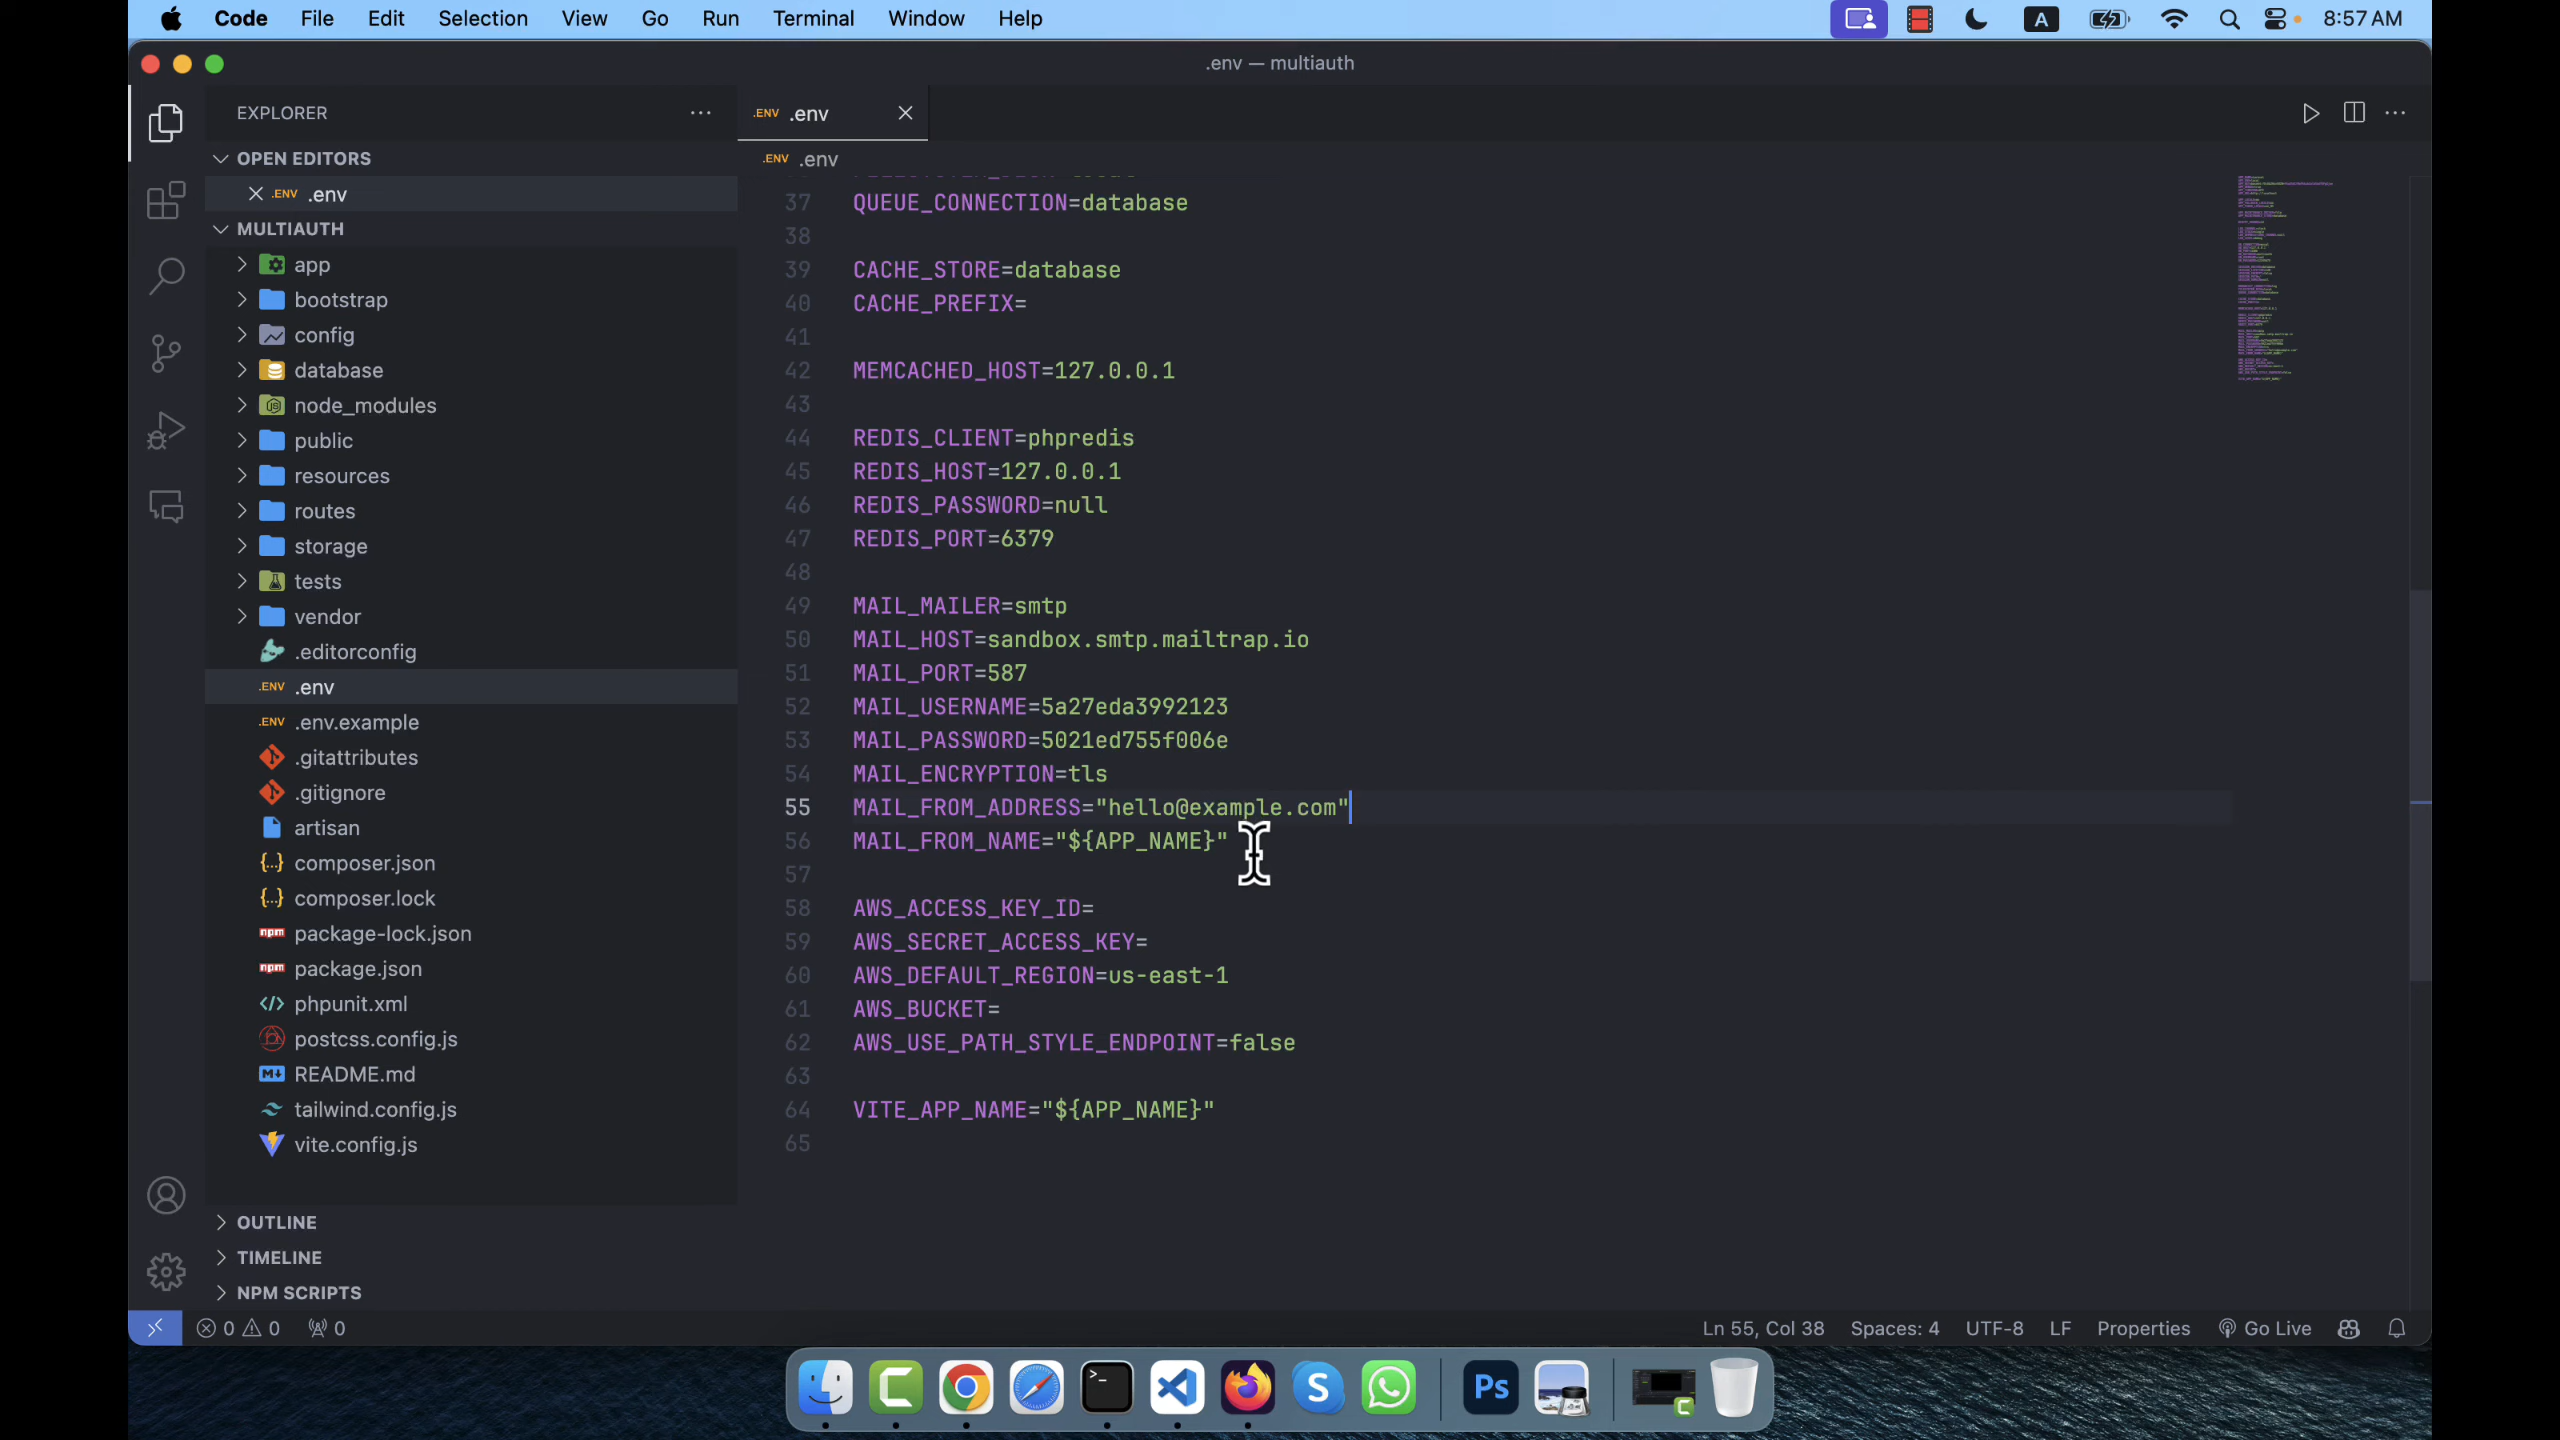 Code File Edit Selection View Go Run Terminal Window Help
A 8:57 AM
.env — multiauth
EXPLORER
.ENV .env
OPEN EDITORS
.ENV .env
.ENV .env
MULTIAUTH
app
bootstrap
config
database
node_modules
public
resources
routes
storage
tests
vendor
.editorconfig
.ENV .env
.ENV .env.example
.gitattributes
.gitignore
artisan
{..} composer.json
{..} composer.lock
npm package-lock.json
npm package.json
phpunit.xml
postcss.config.js
README.md
tailwind.config.js
vite.config.js
OUTLINE
TIMELINE
NPM SCRIPTS
37 QUEUE_CONNECTION=database
38
39 CACHE_STORE=database
40 CACHE_PREFIX=
41
42 MEMCACHED_HOST=127.0.0.1
43
44 REDIS_CLIENT=phpredis
45 REDIS_HOST=127.0.0.1
46 REDIS_PASSWORD=null
47 REDIS_PORT=6379
48
49 MAIL_MAILER=smtp
50 MAIL_HOST=sandbox.smtp.mailtrap.io
51 MAIL_PORT=587
52 MAIL_USERNAME=5a27eda3992123
53 MAIL_PASSWORD=5021ed755f006e
54 MAIL_ENCRYPTION=tls
55 MAIL_FROM_ADDRESS="hello@example.com"
56 MAIL_FROM_NAME="${APP_NAME}"
57
58 AWS_ACCESS_KEY_ID=
59 AWS_SECRET_ACCESS_KEY=
60 AWS_DEFAULT_REGION=us-east-1
61 AWS_BUCKET=
62 AWS_USE_PATH_STYLE_ENDPOINT=false
63
64 VITE_APP_NAME="${APP_NAME}"
65
0 0 0
Ln 55, Col 38 Spaces: 4 UTF-8 LF Properties Go Live
Ps